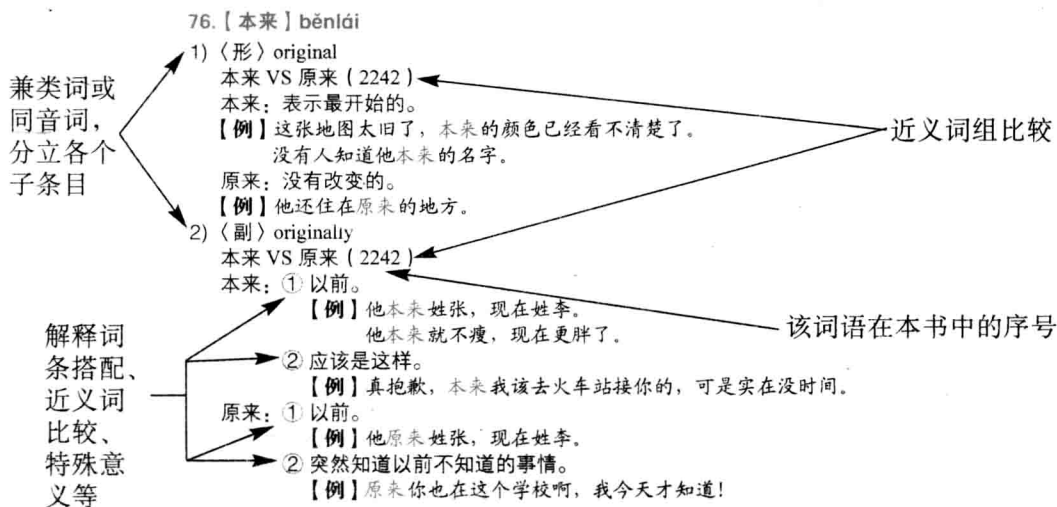 76.【本来】běnlái
1)〈形〉original
本来 VS 原来（2242）
本来：表示最开始的。
【例】这张地图太旧了，本来的颜色已经看不清楚了。
没有人知道他本来的名字。
原来：没有改变的。
【例】他还住在原来的地方。
2)〈副〉originally
本来 VS 原来（2242）
本来：① 以前。
【例】他本来姓张，现在姓李。
他本来就不瘦，现在更胖了。
② 应该是这样。
【例】真抱歉，本来我该去火车站接你的，可是实在没时间。
原来：① 以前。
【例】他原来姓张，现在姓李。
② 突然知道以前不知道的事情。
【例】原来你也在这个学校啊，我今天才知道！
兼类词或
同音词，
分立各个
子条目
解释词
条搭配、
近义词
比较、
特殊意
义等
近义词组比较
该词语在本书中的序号